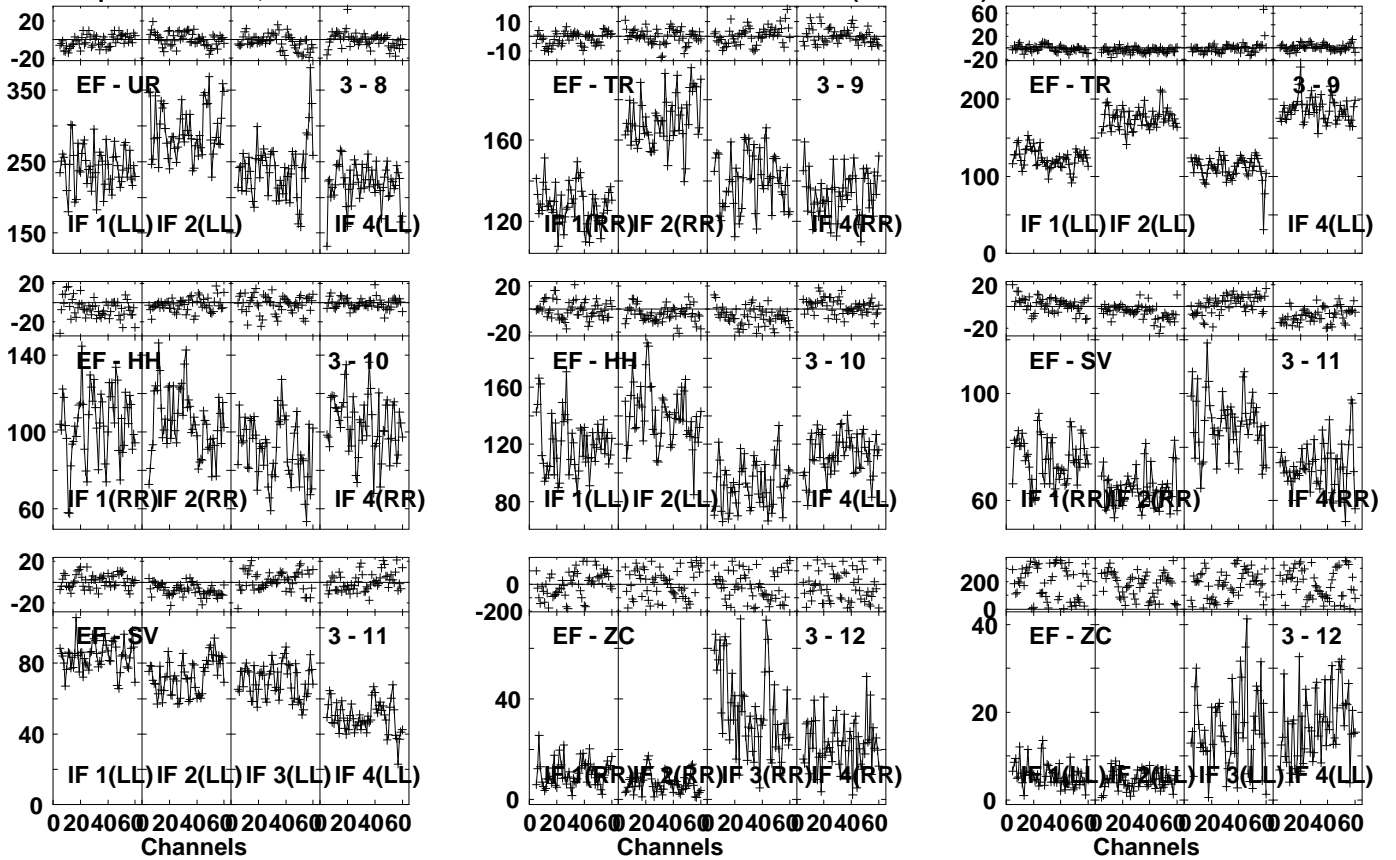 20
-20
350
250
150
EF - UR
3 - 8
IF 1(LL) IF 2(LL) IF 4(LL)
10
-10
160
120
EF - TR
3 - 9
IF 1(RR) IF 2(RR) IF 4(RR)
60
20
-20
200
100
0
EF - TR
3 - 9
IF 1(LL) IF 2(LL) IF 4(LL)
20
-20
140
100
60
EF - HH
3 - 10
IF 1(RR) IF 2(RR) IF 4(RR)
20
-20
160
120
80
EF - HH
3 - 10
IF 1(LL) IF 2(LL) IF 4(LL)
20
-20
100
60
EF - SV
3 - 11
IF 1(RR) IF 2(RR) IF 4(RR)
20
-20
80
40
0
EF - SV
3 - 11
IF 1(LL) IF 2(LL) IF 3(LL) IF 4(LL)
0 20 40 60 0 20 40 60 0 20 40 60 0 20 40 60
Channels
0
-200
40
0
EF - ZC
3 - 12
IF 1(RR) IF 2(RR) IF 3(RR) IF 4(RR)
0 20 40 60 0 20 40 60 0 20 40 60 0 20 40 60
Channels
200
0
40
20
0
EF - ZC
3 - 12
IF 1(LL) IF 2(LL) IF 3(LL) IF 4(LL)
0 20 40 60 0 20 40 60 0 20 40 60 0 20 40 60
Channels